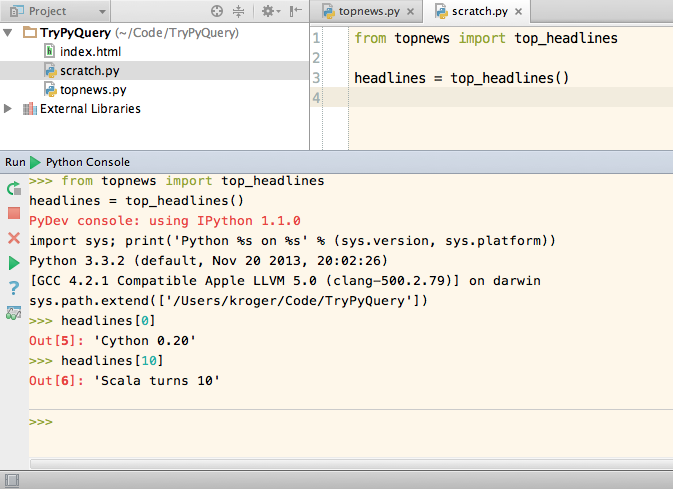 Project
topnews.py
scratch.py
TryPyQuery (~/Code/TryPyQuery)
index.html
scratch.py
topnews.py
External Libraries
1 from topnews import top_headlines
2
3 headlines = top_headlines()
4
Run Python Console
>>> from topnews import top_headlines
headlines = top_headlines()
PyDev console: using IPython 1.1.0
import sys; print('Python %s on %s' % (sys.version, sys.platform))
Python 3.3.2 (default, Nov 20 2013, 20:02:26)
[GCC 4.2.1 Compatible Apple LLVM 5.0 (clang-500.2.79)] on darwin
sys.path.extend(['/Users/kroger/Code/TryPyQuery'])
>>> headlines[0]
Out[5]: 'Cython 0.20'
>>> headlines[10]
Out[6]: 'Scala turns 10'
>>>